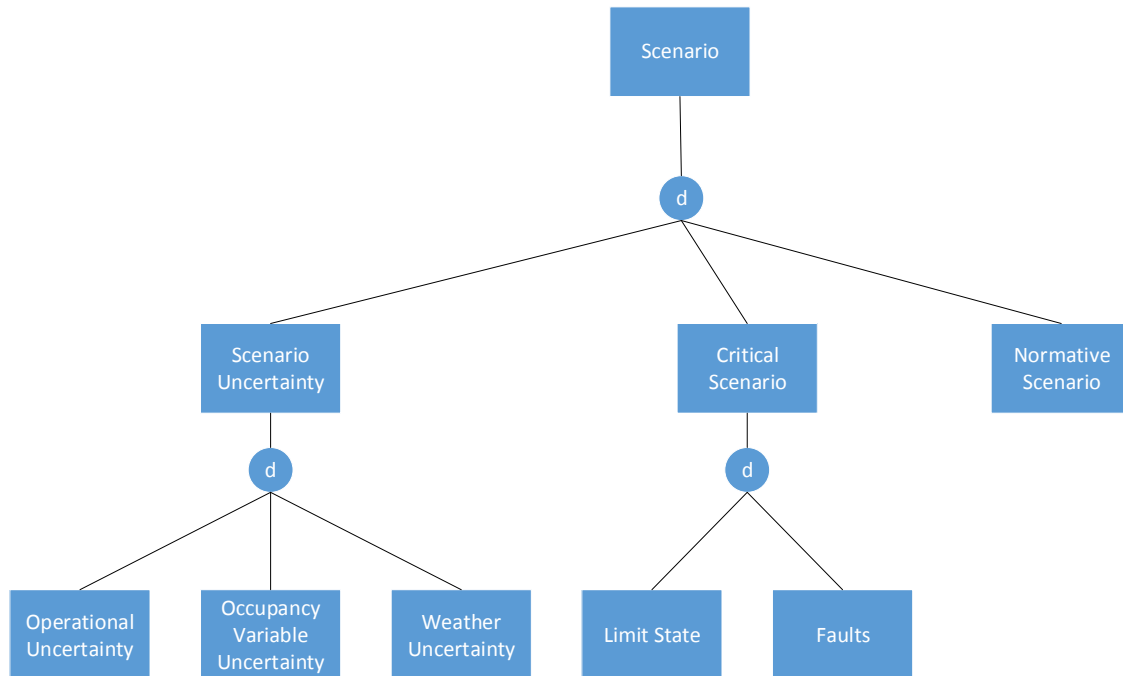 Scenario
d
Scenario
Uncertainty
Critical
Scenario
Normative
Scenario
d
d
Operational
Uncertainty
Occupancy
Variable
Uncertainty
Weather
Uncertainty
Limit State
Faults